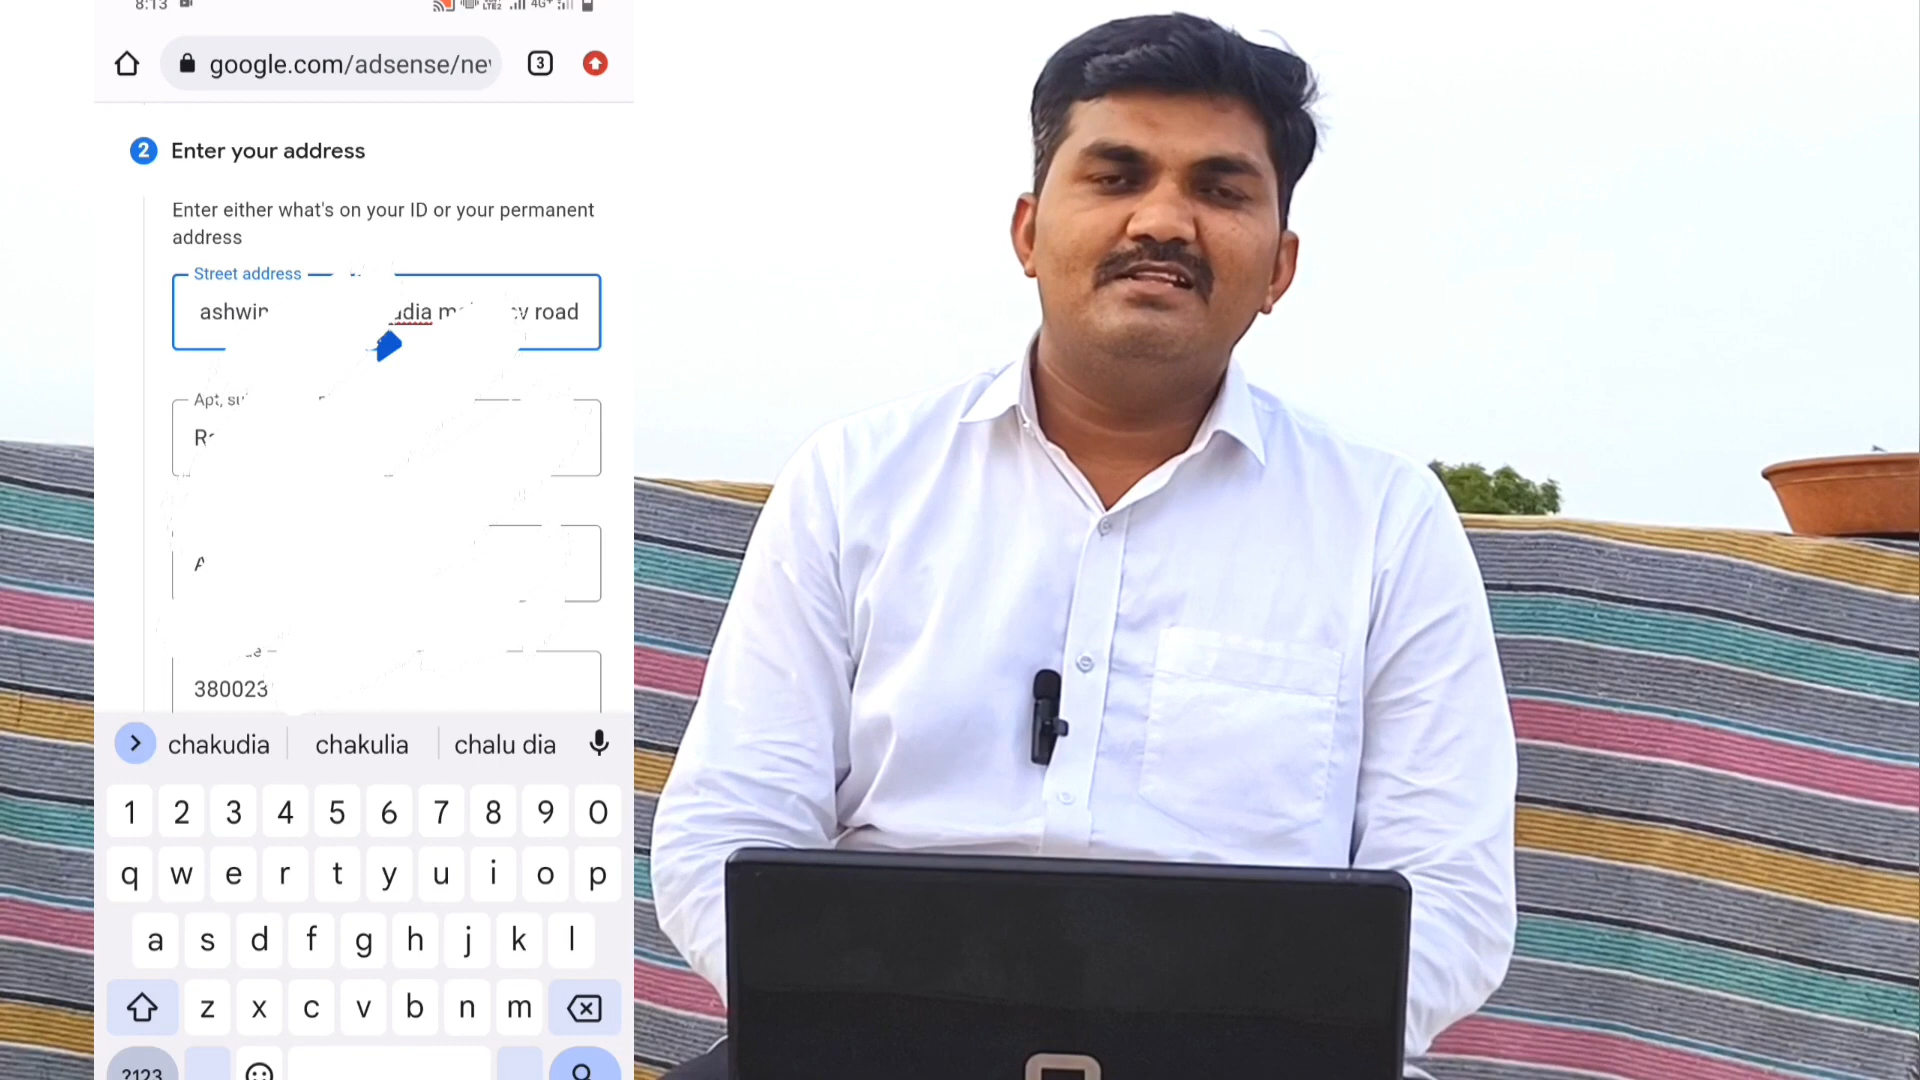 8:13
google.com/adsense/ne
3
2 Enter your address
Enter either what's on your ID or your permanent
address
Street address
road
380023
chakudia chakulia chalu dia
1 2 3 4 5 6 7 8 9 0
q w e r t y u i o p
a s d f g h j k l
z x c v b n m
?123